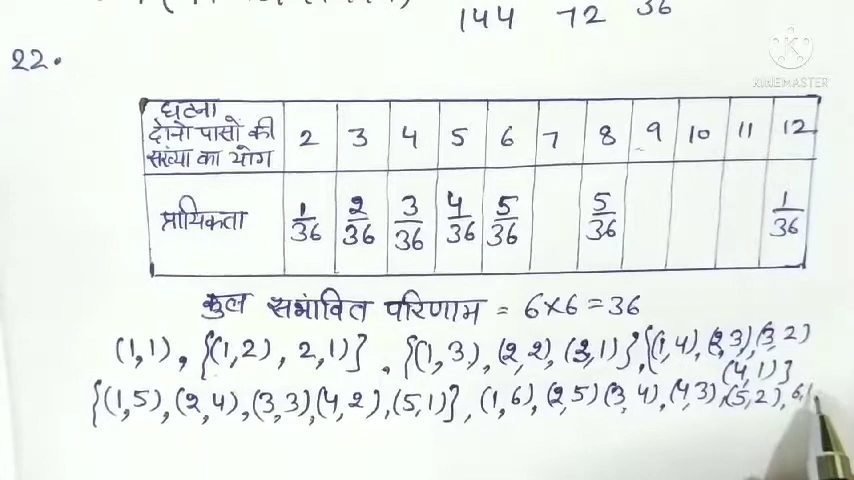 144 72 36
22.
KINEMASTER
घटना
दोनो पासों की
संख्या का योग
2 3 4 5 6 7 8 9 10 11 12
प्रायिकता 1/36 2/36 3/36 4/36 5/36 5/36 1/36
कुल संभावित परिणाम = 6×6 = 36
(1,1), {(1,2), 2,1)}, {(1,3), (2,2), (3,1)}, {(1,4), (2,3), (3,2)
(4,1)}
{(1,5), (2,4), (3,3) (4,2), (5,1)}, (1,6), (2,5) (3,4), (4,3), (5,2), 6,1